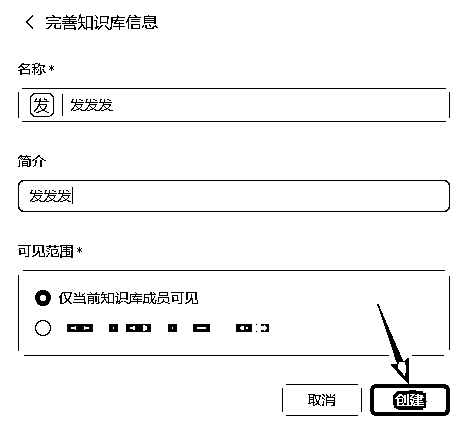 完善知识库信息
名称*
发 发发发
简介
发发发
可见范围*
仅当前知识库成员可见
取消 创建